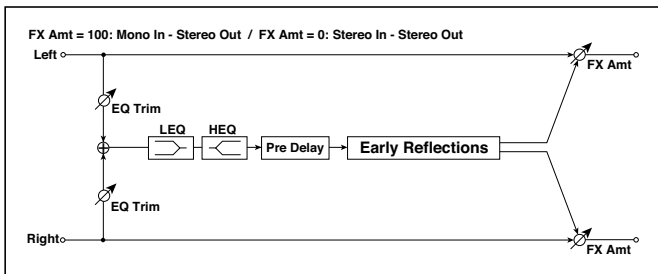 FX Amt = 100: Mono In - Stereo Out / FX Amt = 0: Stereo In - Stereo Out
Left
FX Amt
EQ Trim
LEQ HEQ
Pre Delay
Early Reflections
EQ Trim
Right
FX Amt